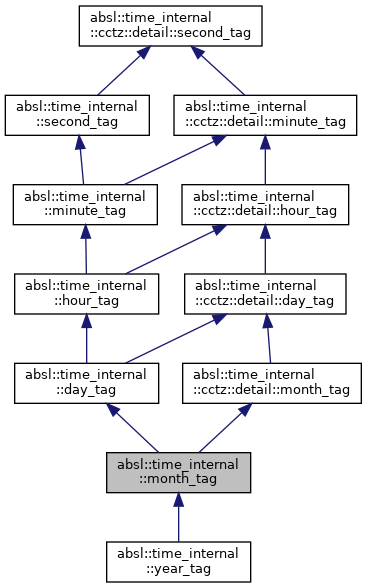 absl::time_internal
::cctz::detail::second_tag
absl::time_internal
::second_tag
absl::time_internal
::cctz::detail::minute_tag
absl::time_internal
::minute_tag
absl::time_internal
::cctz::detail::hour_tag
absl::time_internal
::hour_tag
absl::time_internal
::cctz::detail::day_tag
absl::time_internal
::day_tag
absl::time_internal
::cctz::detail::month_tag
absl::time_internal
::month_tag
absl::time_internal
::year_tag